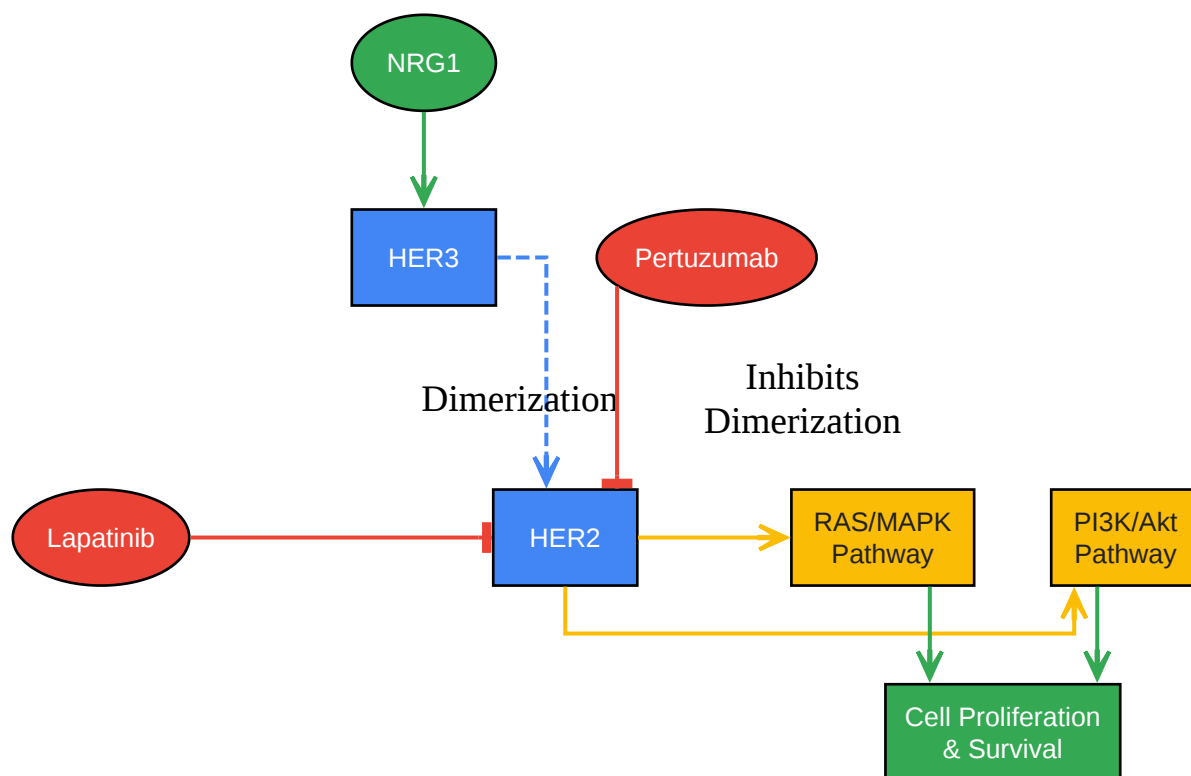 NRG1
HER3
Pertuzumab
Dimerization
Inhibits
Dimerization
Lapatinib
HER2
RAS/MAPK
Pathway
PI3K/Akt
Pathway
Cell Proliferation
& Survival